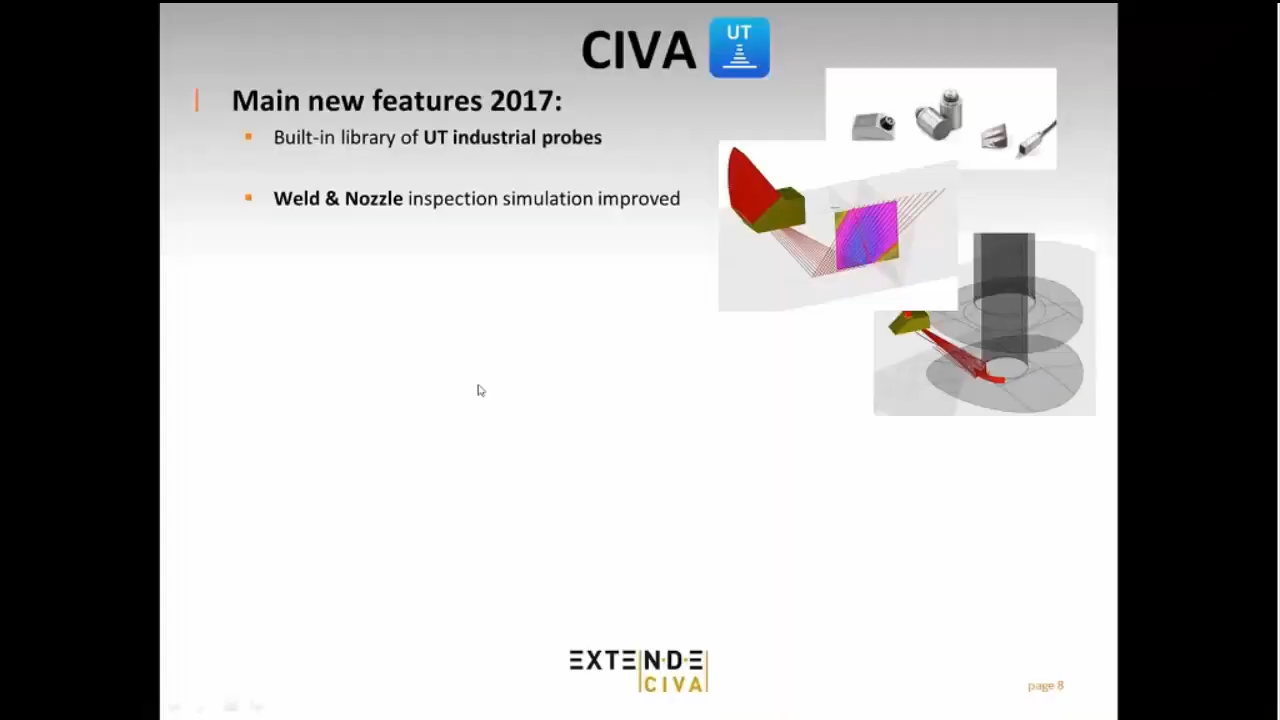 CIVA
UT
Main new features 2017:
Built-in library of UT industrial probes
Weld & Nozzle inspection simulation improved
EXTENDE
CIVA
page 8